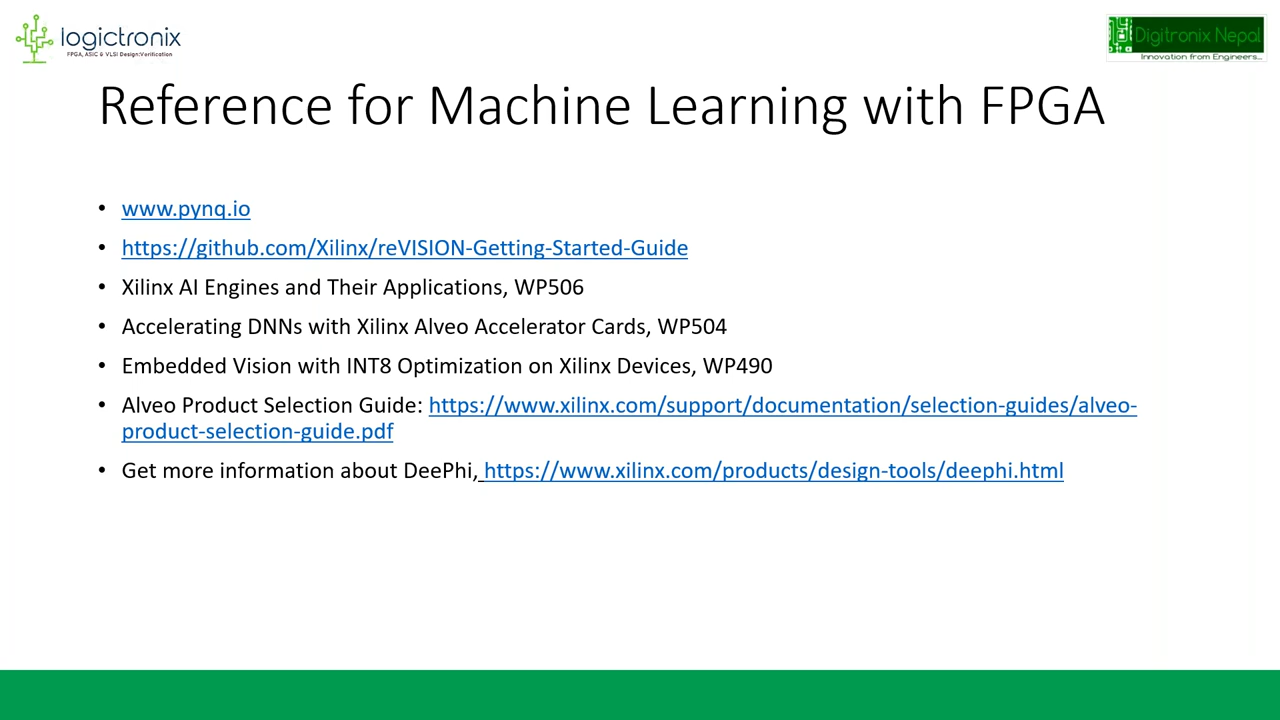 logictronix
FPGA, ASIC & VLSI Design:Verification
Digitronix Nepal
Innovation from Engineers...
Reference for Machine Learning with FPGA
• www.pynq.io
• https://github.com/Xilinx/reVISION-Getting-Started-Guide
• Xilinx AI Engines and Their Applications, WP506
• Accelerating DNNs with Xilinx Alveo Accelerator Cards, WP504
• Embedded Vision with INT8 Optimization on Xilinx Devices, WP490
• Alveo Product Selection Guide: https://www.xilinx.com/support/documentation/selection-guides/alveo-
product-selection-guide.pdf
• Get more information about DeePhi, https://www.xilinx.com/products/design-tools/deephi.html